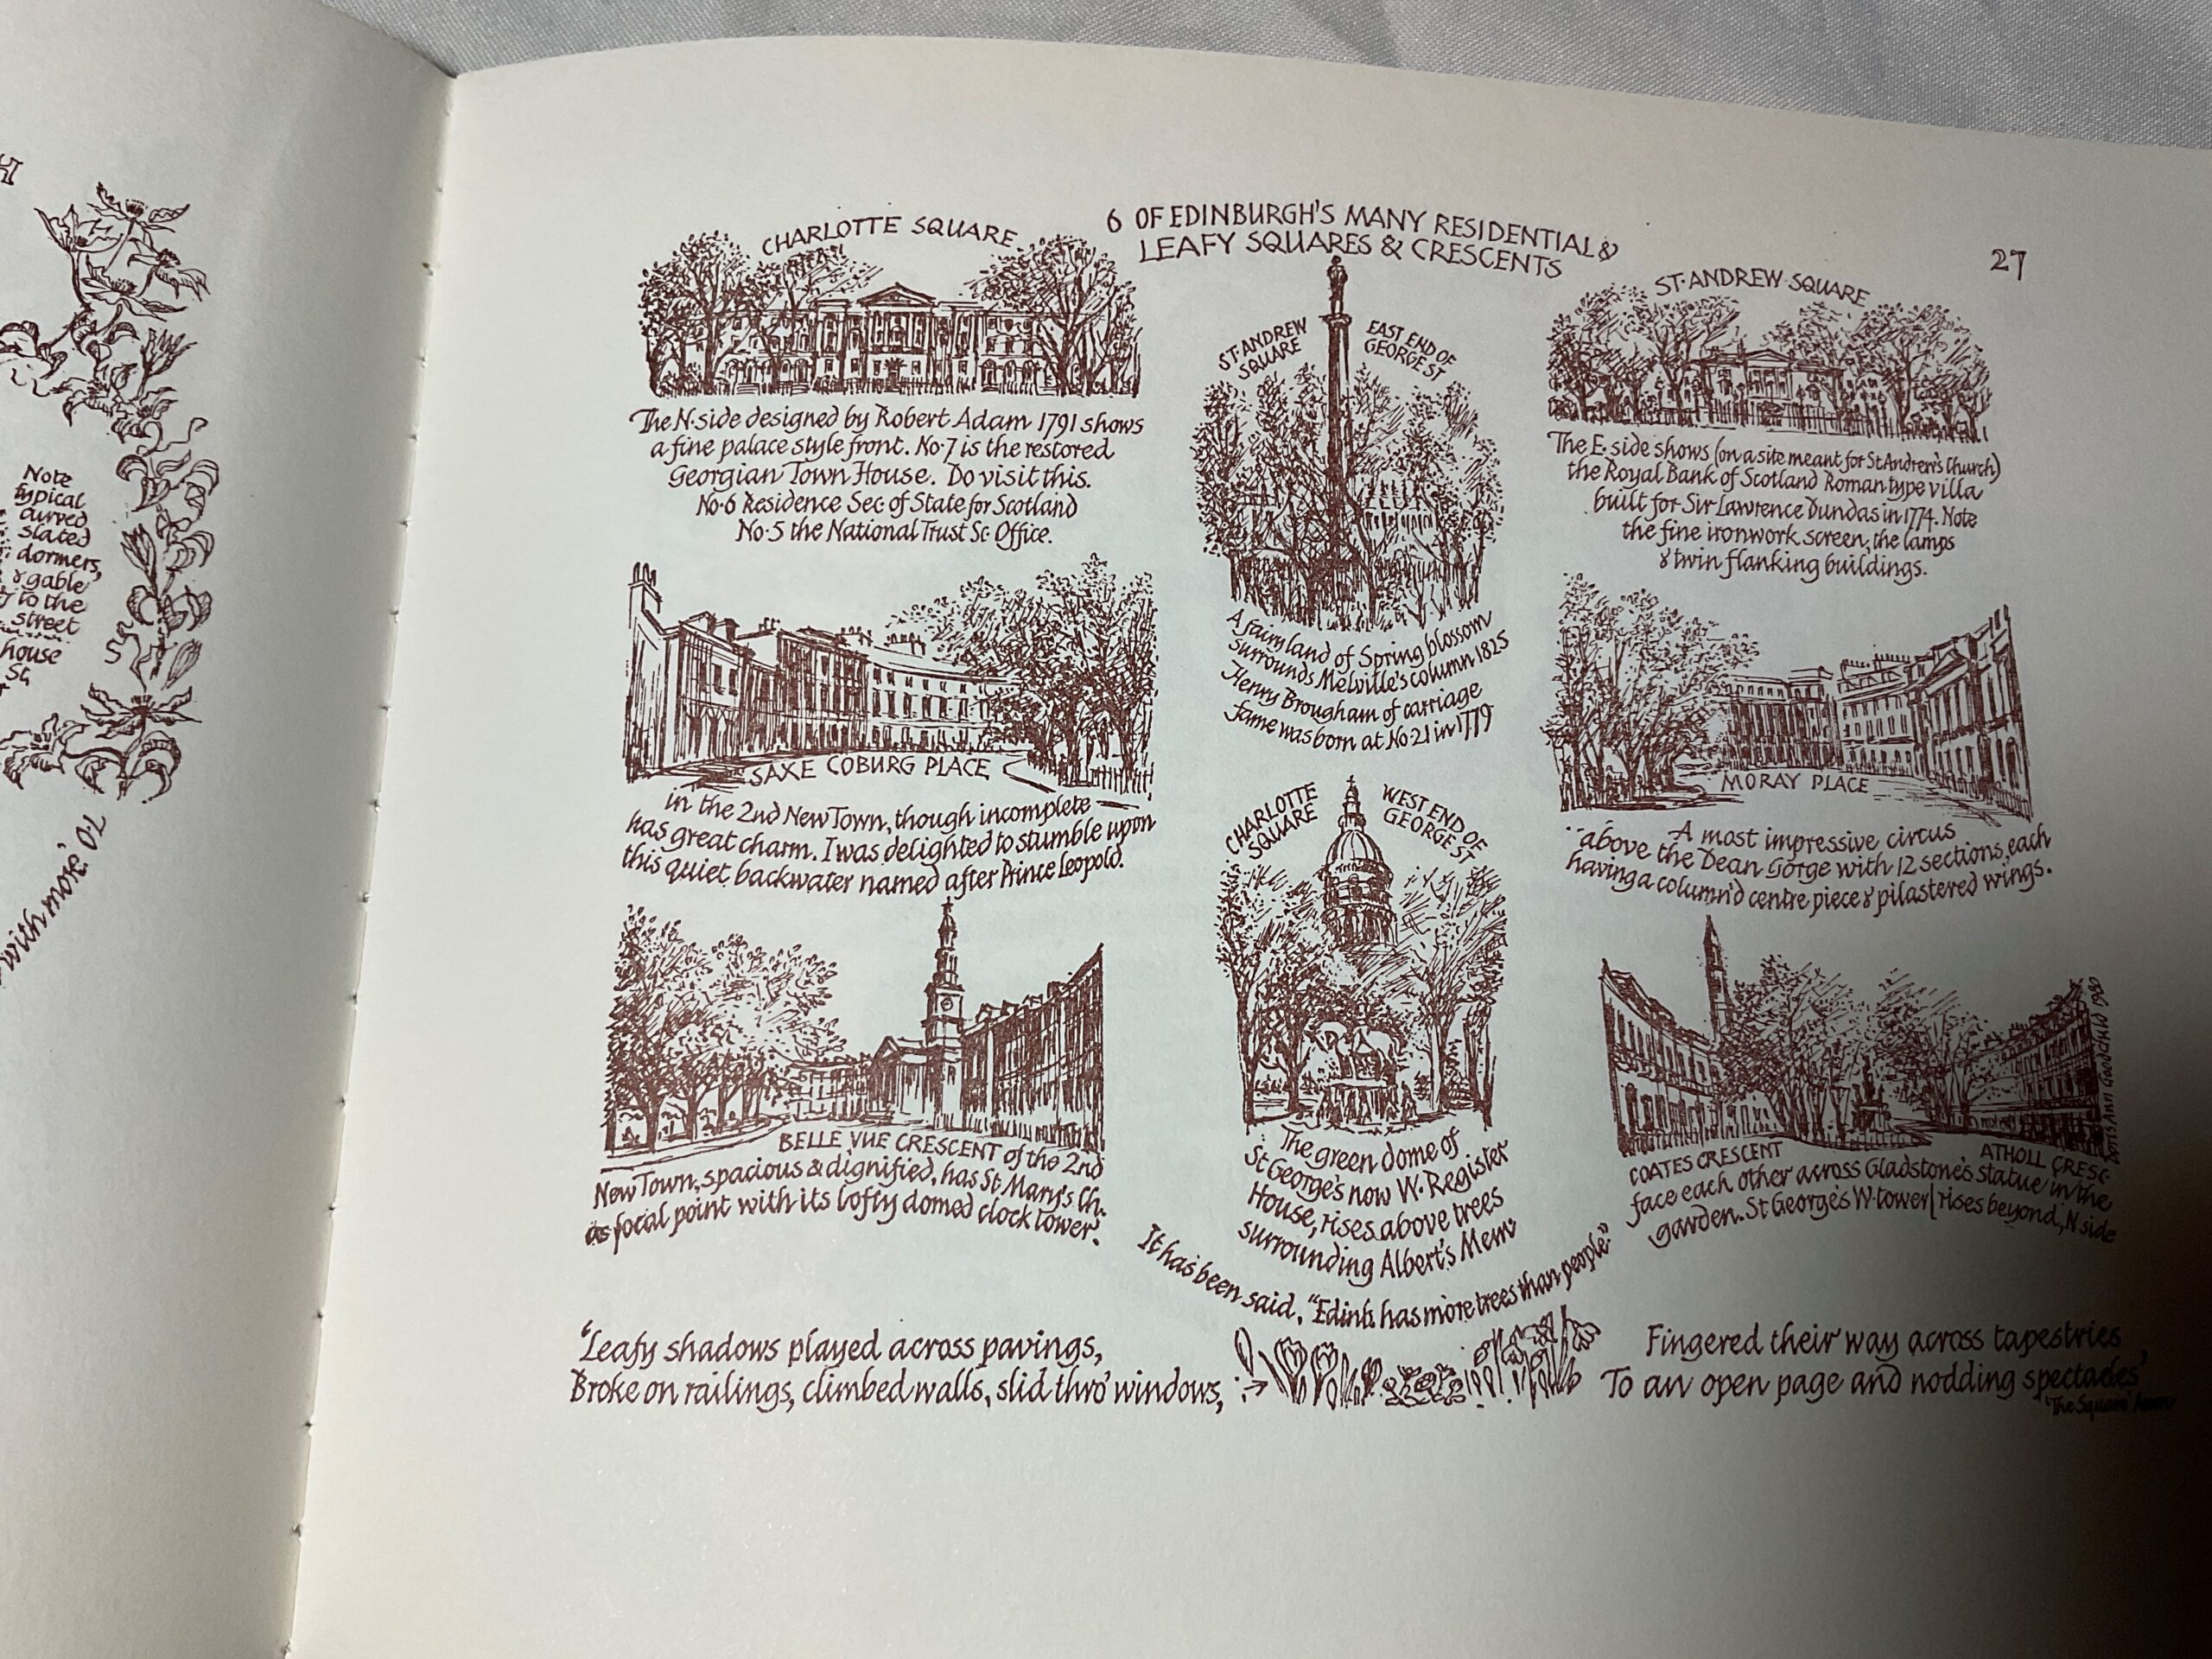 H
Note
typical
curved
slated
dormers,
& gable
to the
street
house
St.
with more, TO
6 OF EDINBURGH'S MANY RESIDENTIAL &
LEAFY SQUARES & CRESCENTS
27
CHARLOTTE SQUARE
The N·side designed by Robert Adam 1791 shows
a fine palace style front. No·7 is the restored
Georgian Town House. Do visit this.
No·6 Residence Sec of State for Scotland
No·5 the National Trust Sc· Office.
SAXE COBURG PLACE
in the 2nd New Town, though incomplete —
has great charm. I was delighted to stumble upon
this quiet backwater named after Prince Leopold.
BELLE VUE CRESCENT of the 2nd
New Town, spacious & dignified, has St Mary's Ch.
as focal point with its lofty domed clock tower.
ST·ANDREW SQUARE
EAST END OF GEORGE ST
A fairyland of Spring blossom
surrounds Melville's column 1825
Henry Brougham of carriage
fame was born at No 21 in 1779
CHARLOTTE SQUARE
WEST END OF GEORGE ST
The green dome of
St George's now W·Register
House, rises above trees
surrounding Albert's Mem
It has been said, "Edinb. has more trees than people."
ST·ANDREW·SQUARE
The E·side shows (on a site meant for St Andrew's Church)
the Royal Bank of Scotland Roman type villa
built for Sir Lawrence Dundas in 1774. Note
the fine ironwork screen, the lamps
& twin flanking buildings.
MORAY PLACE
A most impressive circus
above the Dean Gorge with 12 sections, each
having a column'd centre piece & pilastered wings.
Doris Ann Goodchild 1980
COATES CRESCENT
ATHOLL CRESC·
face each other across Gladstone's statue in the
garden. St George's W·tower rises beyond, N side
'Leafy shadows played across pavings,
Broke on railings, climbed walls, slid thro' windows,
Fingered their way across tapestries
To an open page and nodding spectacles'
'The Square'